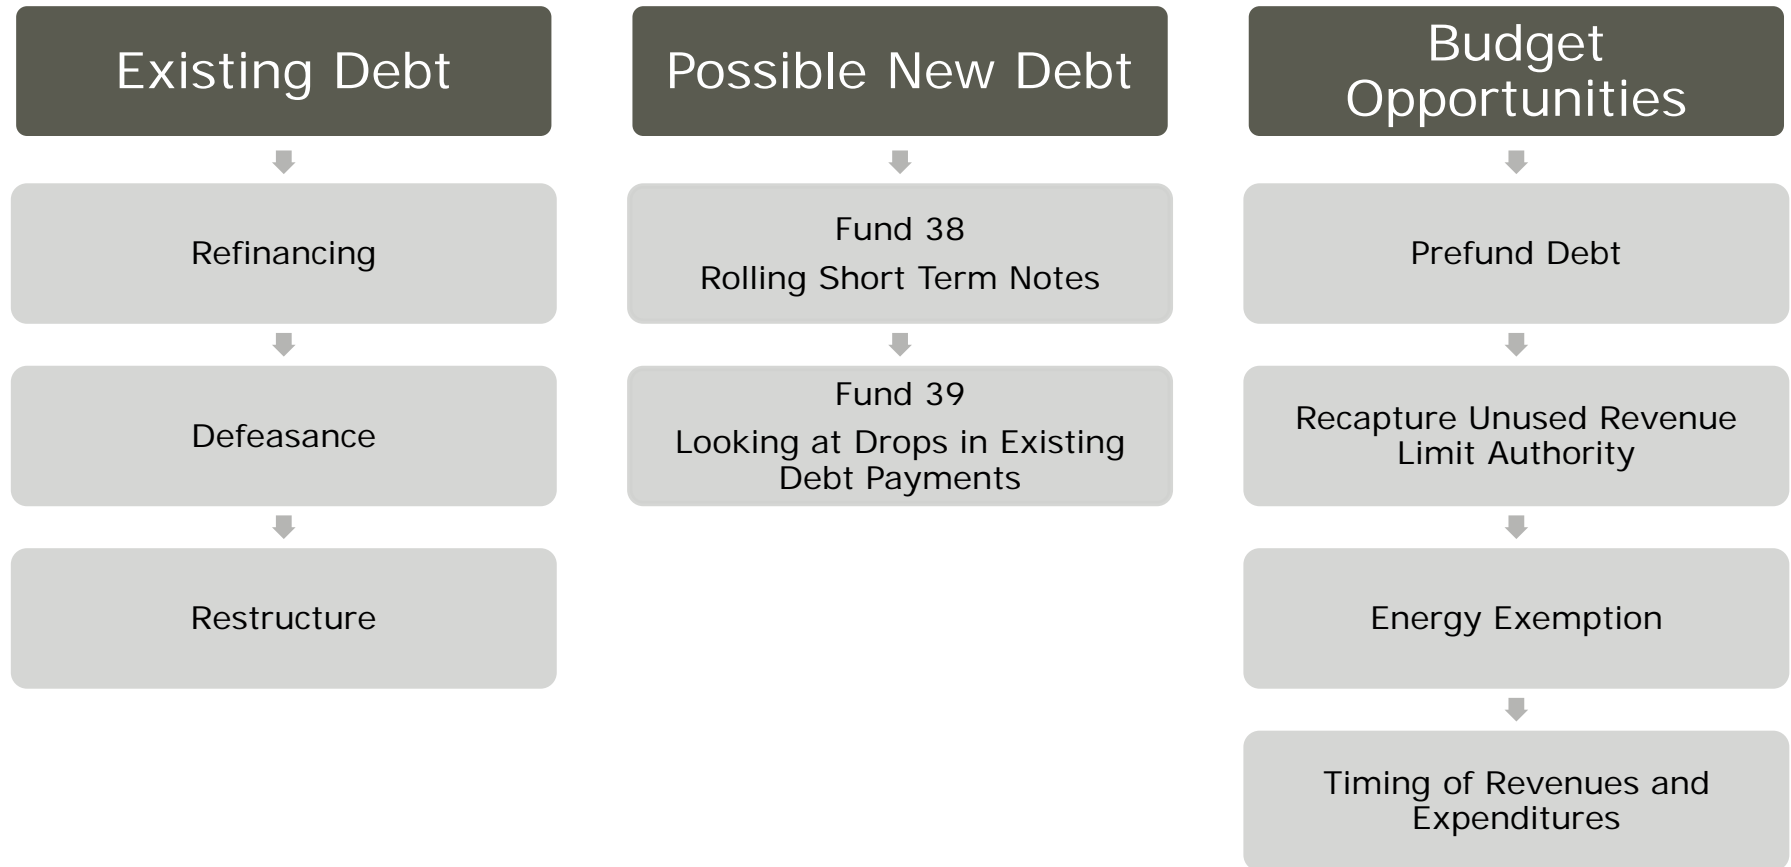 Existing Debt
Refinancing
Defeasance
Restructure
Possible New Debt
Fund 38
Rolling Short Term Notes
Fund 39
Looking at Drops in Existing
Debt Payments
Budget
Opportunities
Prefund Debt
Recapture Unused Revenue
Limit Authority
Energy Exemption
Timing of Revenues and
Expenditures